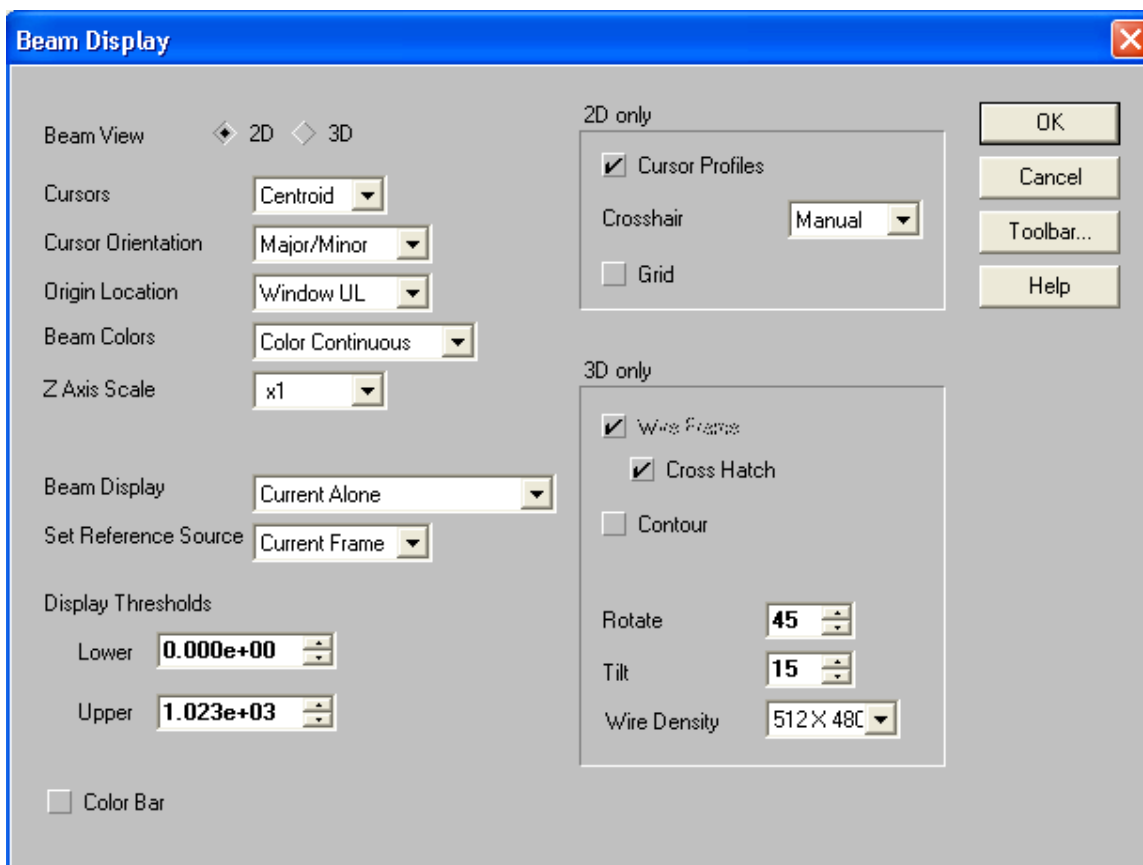 Beam Display
Beam View 2D 3D
Cursors Centroid
Cursor Orientation Major/Minor
Origin Location Window UL
Beam Colors Color Continuous
Z Axis Scale x1
Beam Display Current Alone
Set Reference Source Current Frame
Display Thresholds
Lower 0.000e+00
Upper 1.023e+03
Color Bar
2D only
Cursor Profiles
Crosshair Manual
Grid
3D only
Wire Frame
Cross Hatch
Contour
Rotate 45
Tilt 15
Wire Density 512 X 480
OK
Cancel
Toolbar...
Help